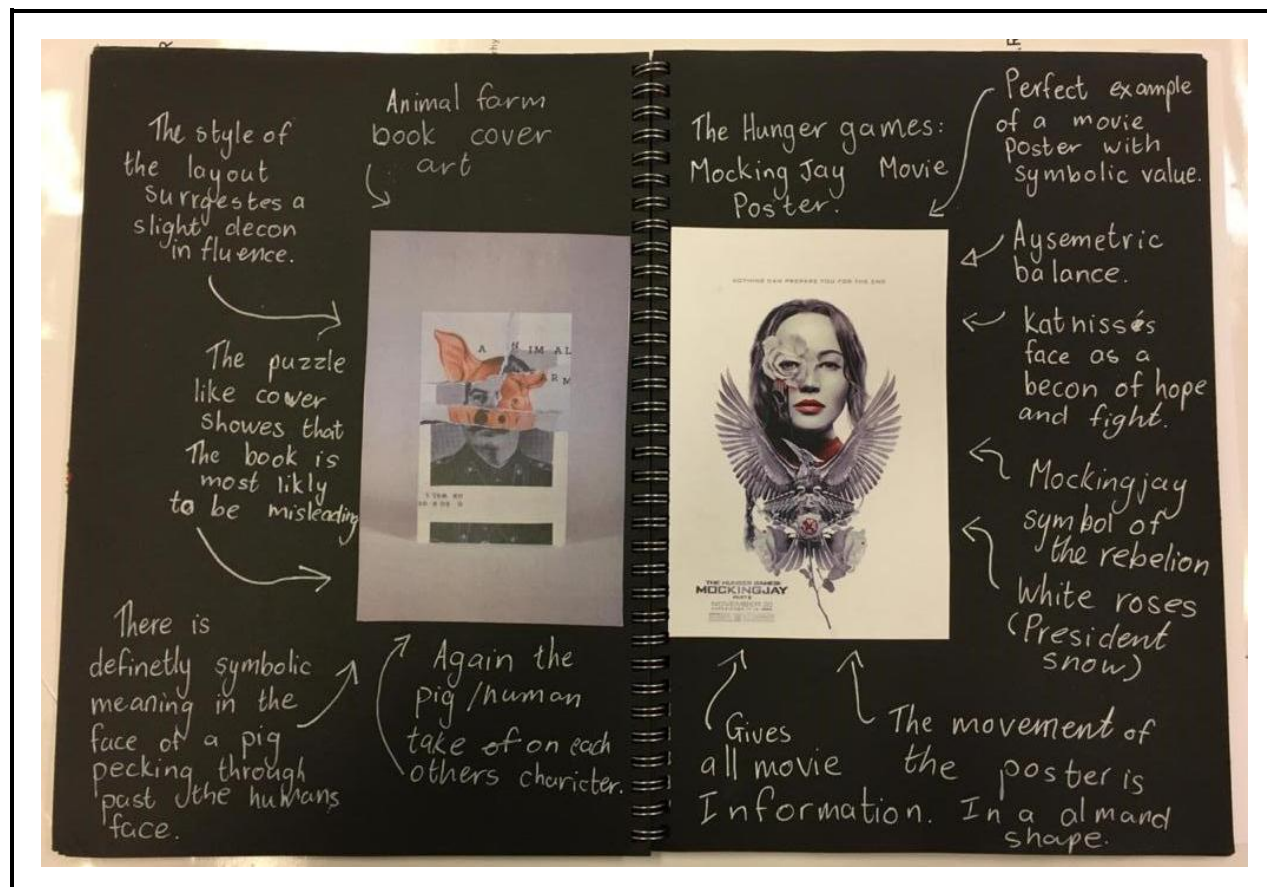 The style of
the layout
surrgestes a
slight decon
influence.
Animal farm
book cover
art
The puzzle
like cover
showes that
The book is
most likly
to be misleading
There is
definetly symbolic
meaning in the
face of a pig
pecking through
past the humans
face.
Again the
pig/human
take of on each
others charicter.
A NIMAL
RM
The Hunger games:
Mocking Jay Movie
Poster.
Perfect example
of a movie
poster with
symbolic value.
Aysemetric
balance.
Katnissés
face as a
becon of hope
and fight.
Mockingjay
symbol of
the rebelion
White roses
(President
snow)
NOTHING CAN PREPARE YOU FOR THE END
THE HUNGER GAMES
MOCKINGJAY
NOVEMBER 20
Gives
all movie
Information.
The movement of
the poster is
In a almand
shape.